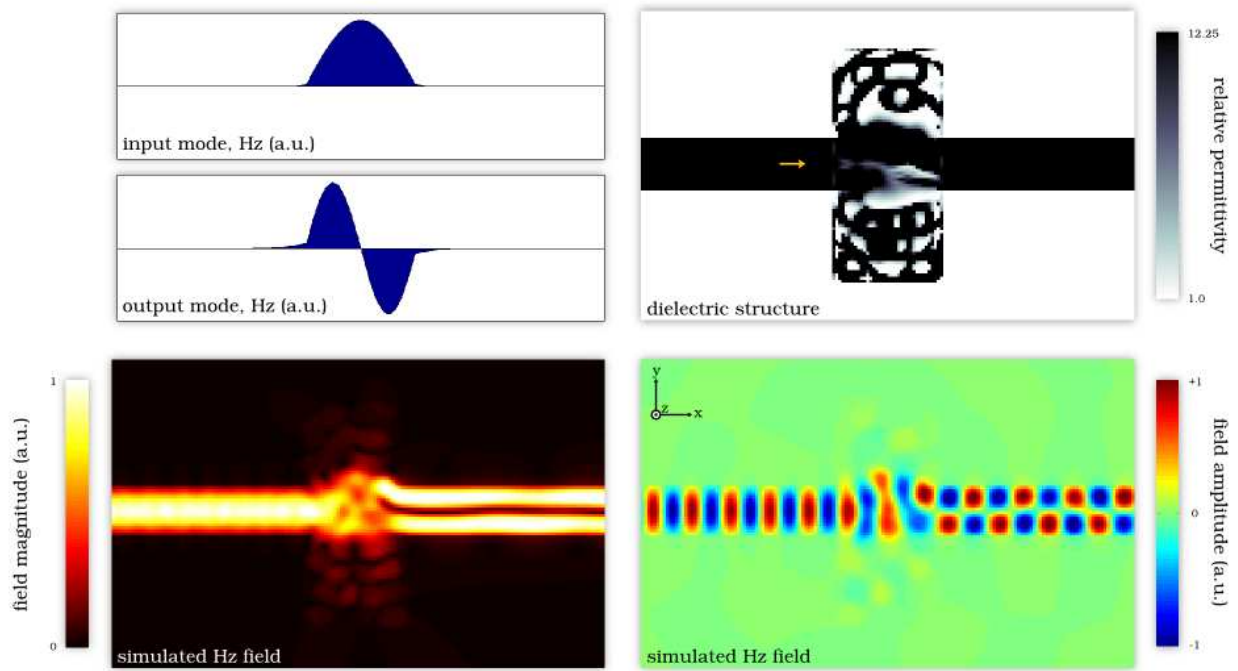 input mode, Hz (a.u.)
output mode, Hz (a.u.)
dielectric structure
12.25
relative permittivity
1.0
field magnitude (a.u.)
1
0
simulated Hz field
y
z
x
simulated Hz field
+1
0
-1
field amplitude (a.u.)